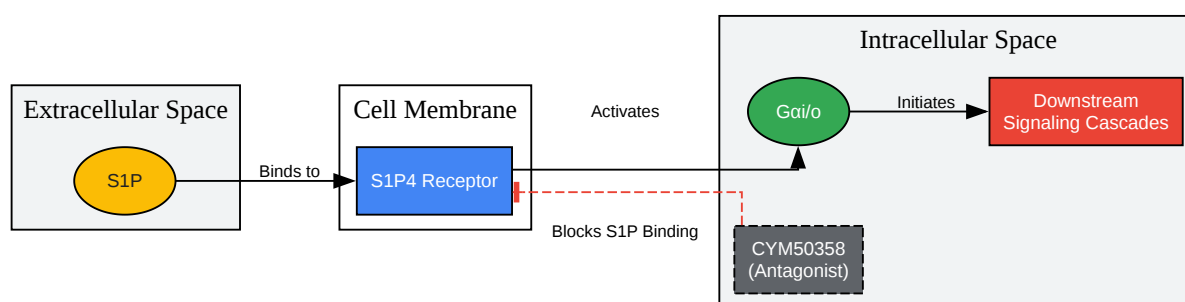 Extracellular Space
S1P
Binds to
Cell Membrane
S1P4 Receptor
Activates
Blocks S1P Binding
Intracellular Space
Gαi/o
Initiates
Downstream
Signaling Cascades
CYM50358
(Antagonist)